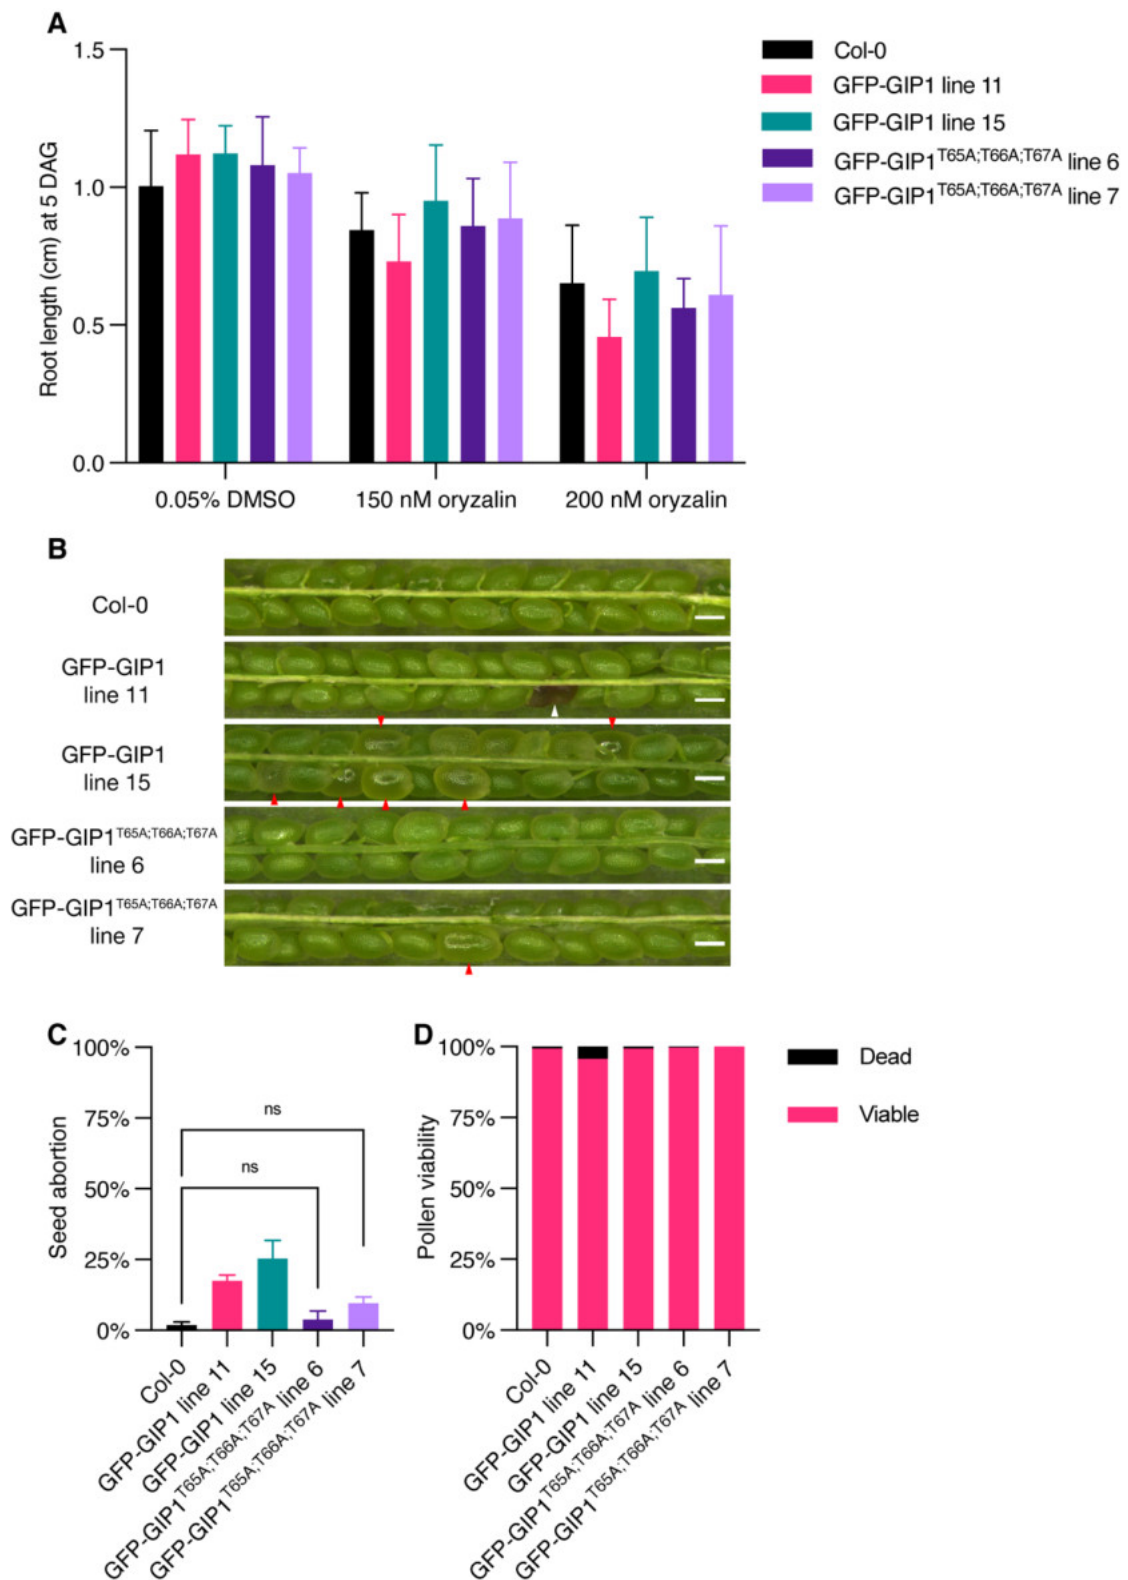 A
1.5
1.0
0.5
0.0
Root length (cm) at 5 DAG
0.05% DMSO
150 nM oryzalin
200 nM oryzalin
Col-0
GFP-GIP1 line 11
GFP-GIP1 line 15
GFP-GIP1T65A;T66A;T67A line 6
GFP-GIP1T65A;T66A;T67A line 7
B
Col-0
GFP-GIP1
line 11
GFP-GIP1
line 15
GFP-GIP1T65A;T66A;T67A
line 6
GFP-GIP1T65A;T66A;T67A
line 7
C
100%
75%
50%
25%
0%
Seed abortion
ns
ns
Col-0
GFP-GIP1 line 11
GFP-GIP1 line 15
GFP-GIP1T65A;T66A;T67A line 6
GFP-GIP1T65A;T66A;T67A line 7
D
100%
75%
50%
25%
0%
Pollen viability
Col-0
GFP-GIP1 line 11
GFP-GIP1 line 15
GFP-GIP1T65A;T66A;T67A line 6
GFP-GIP1T65A;T66A;T67A line 7
Dead
Viable